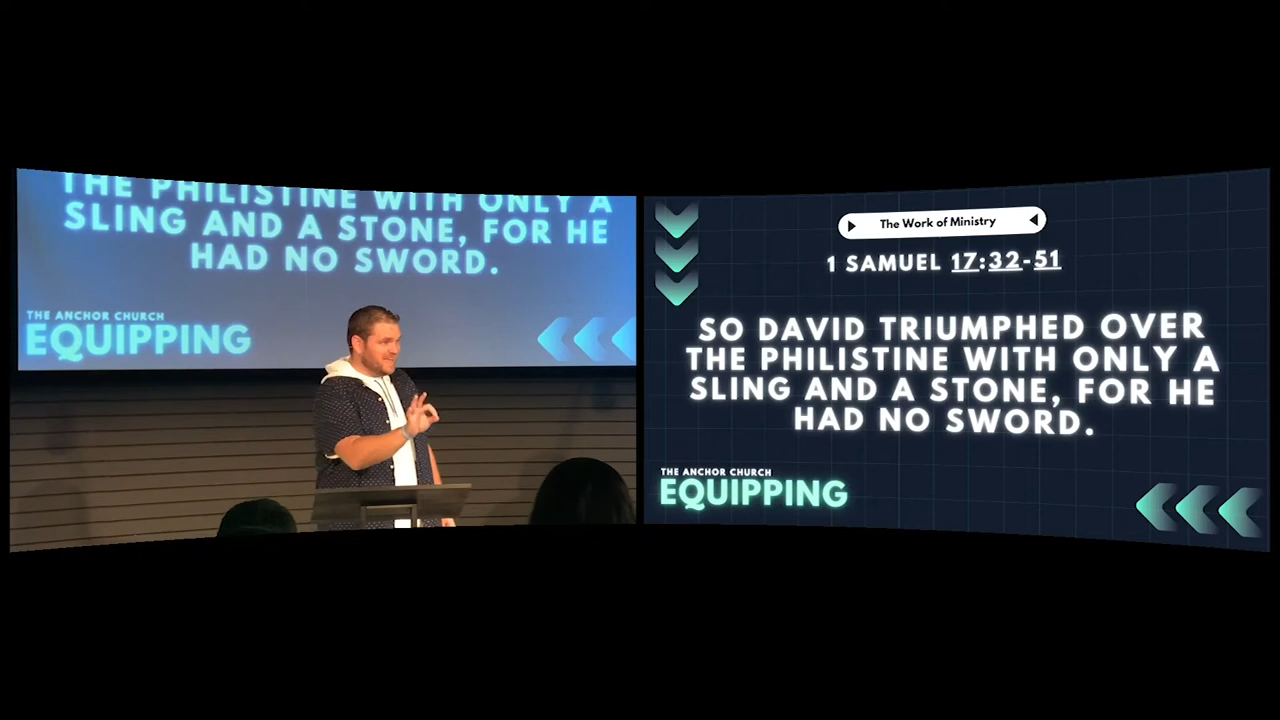 THE PHILISTINE WITH ONLY A
SLING AND A STONE, FOR HE
HAD NO SWORD.
THE ANCHOR CHURCH
EQUIPPING
The Work of Ministry
1 SAMUEL 17:32-51
SO DAVID TRIUMPHED OVER
THE PHILISTINE WITH ONLY A
SLING AND A STONE, FOR HE
HAD NO SWORD.
THE ANCHOR CHURCH
EQUIPPING